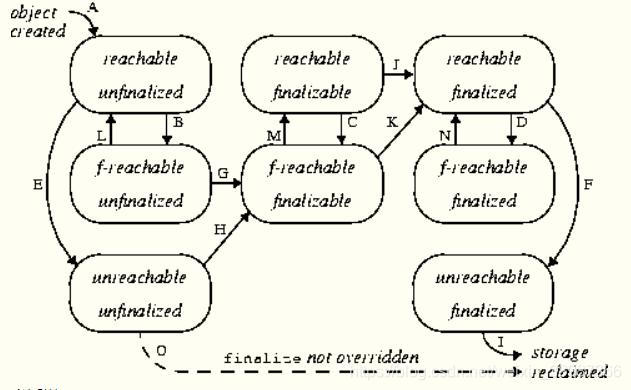 object
created
A
reachable
unfinalized
reachable
finalizable
J
reachable
finalized
L
B
M
C
K
N
D
f-reachable
unfinalized
G
f-reachable
finalizable
f-reachable
finalized
E
F
H
unreachable
unfinalized
unreachable
finalized
O
finalize not overridden
I
storage
reclaimed